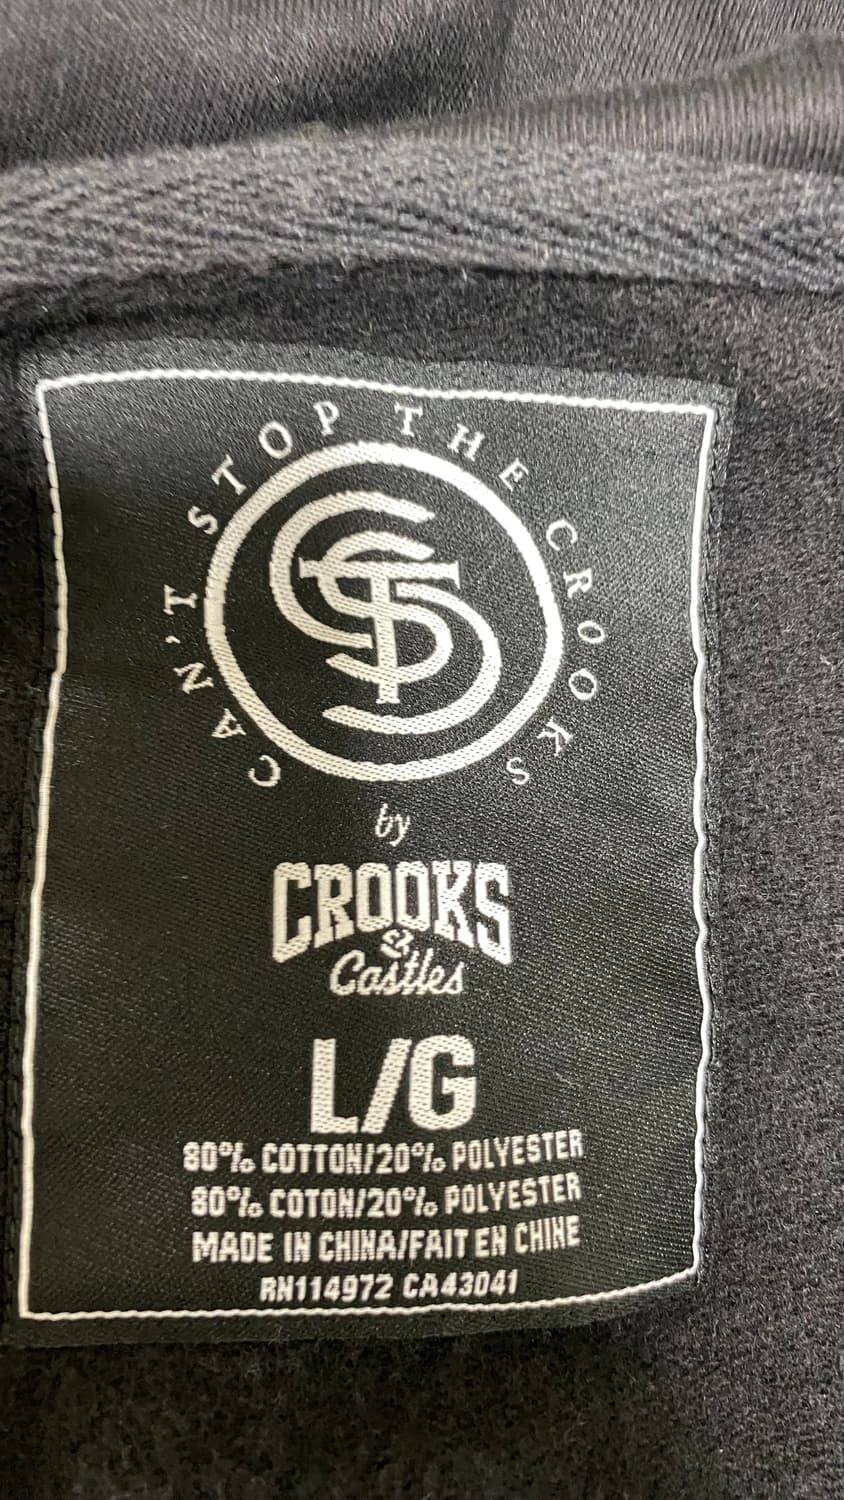 CAN'T STOP THE CROOKS
CST
by
CROOKS
&
Castles
L/G
80% COTTON/20% POLYESTER
80% COTON/20% POLYESTER
MADE IN CHINA/FAIT EN CHINE
RN114972 CA43041